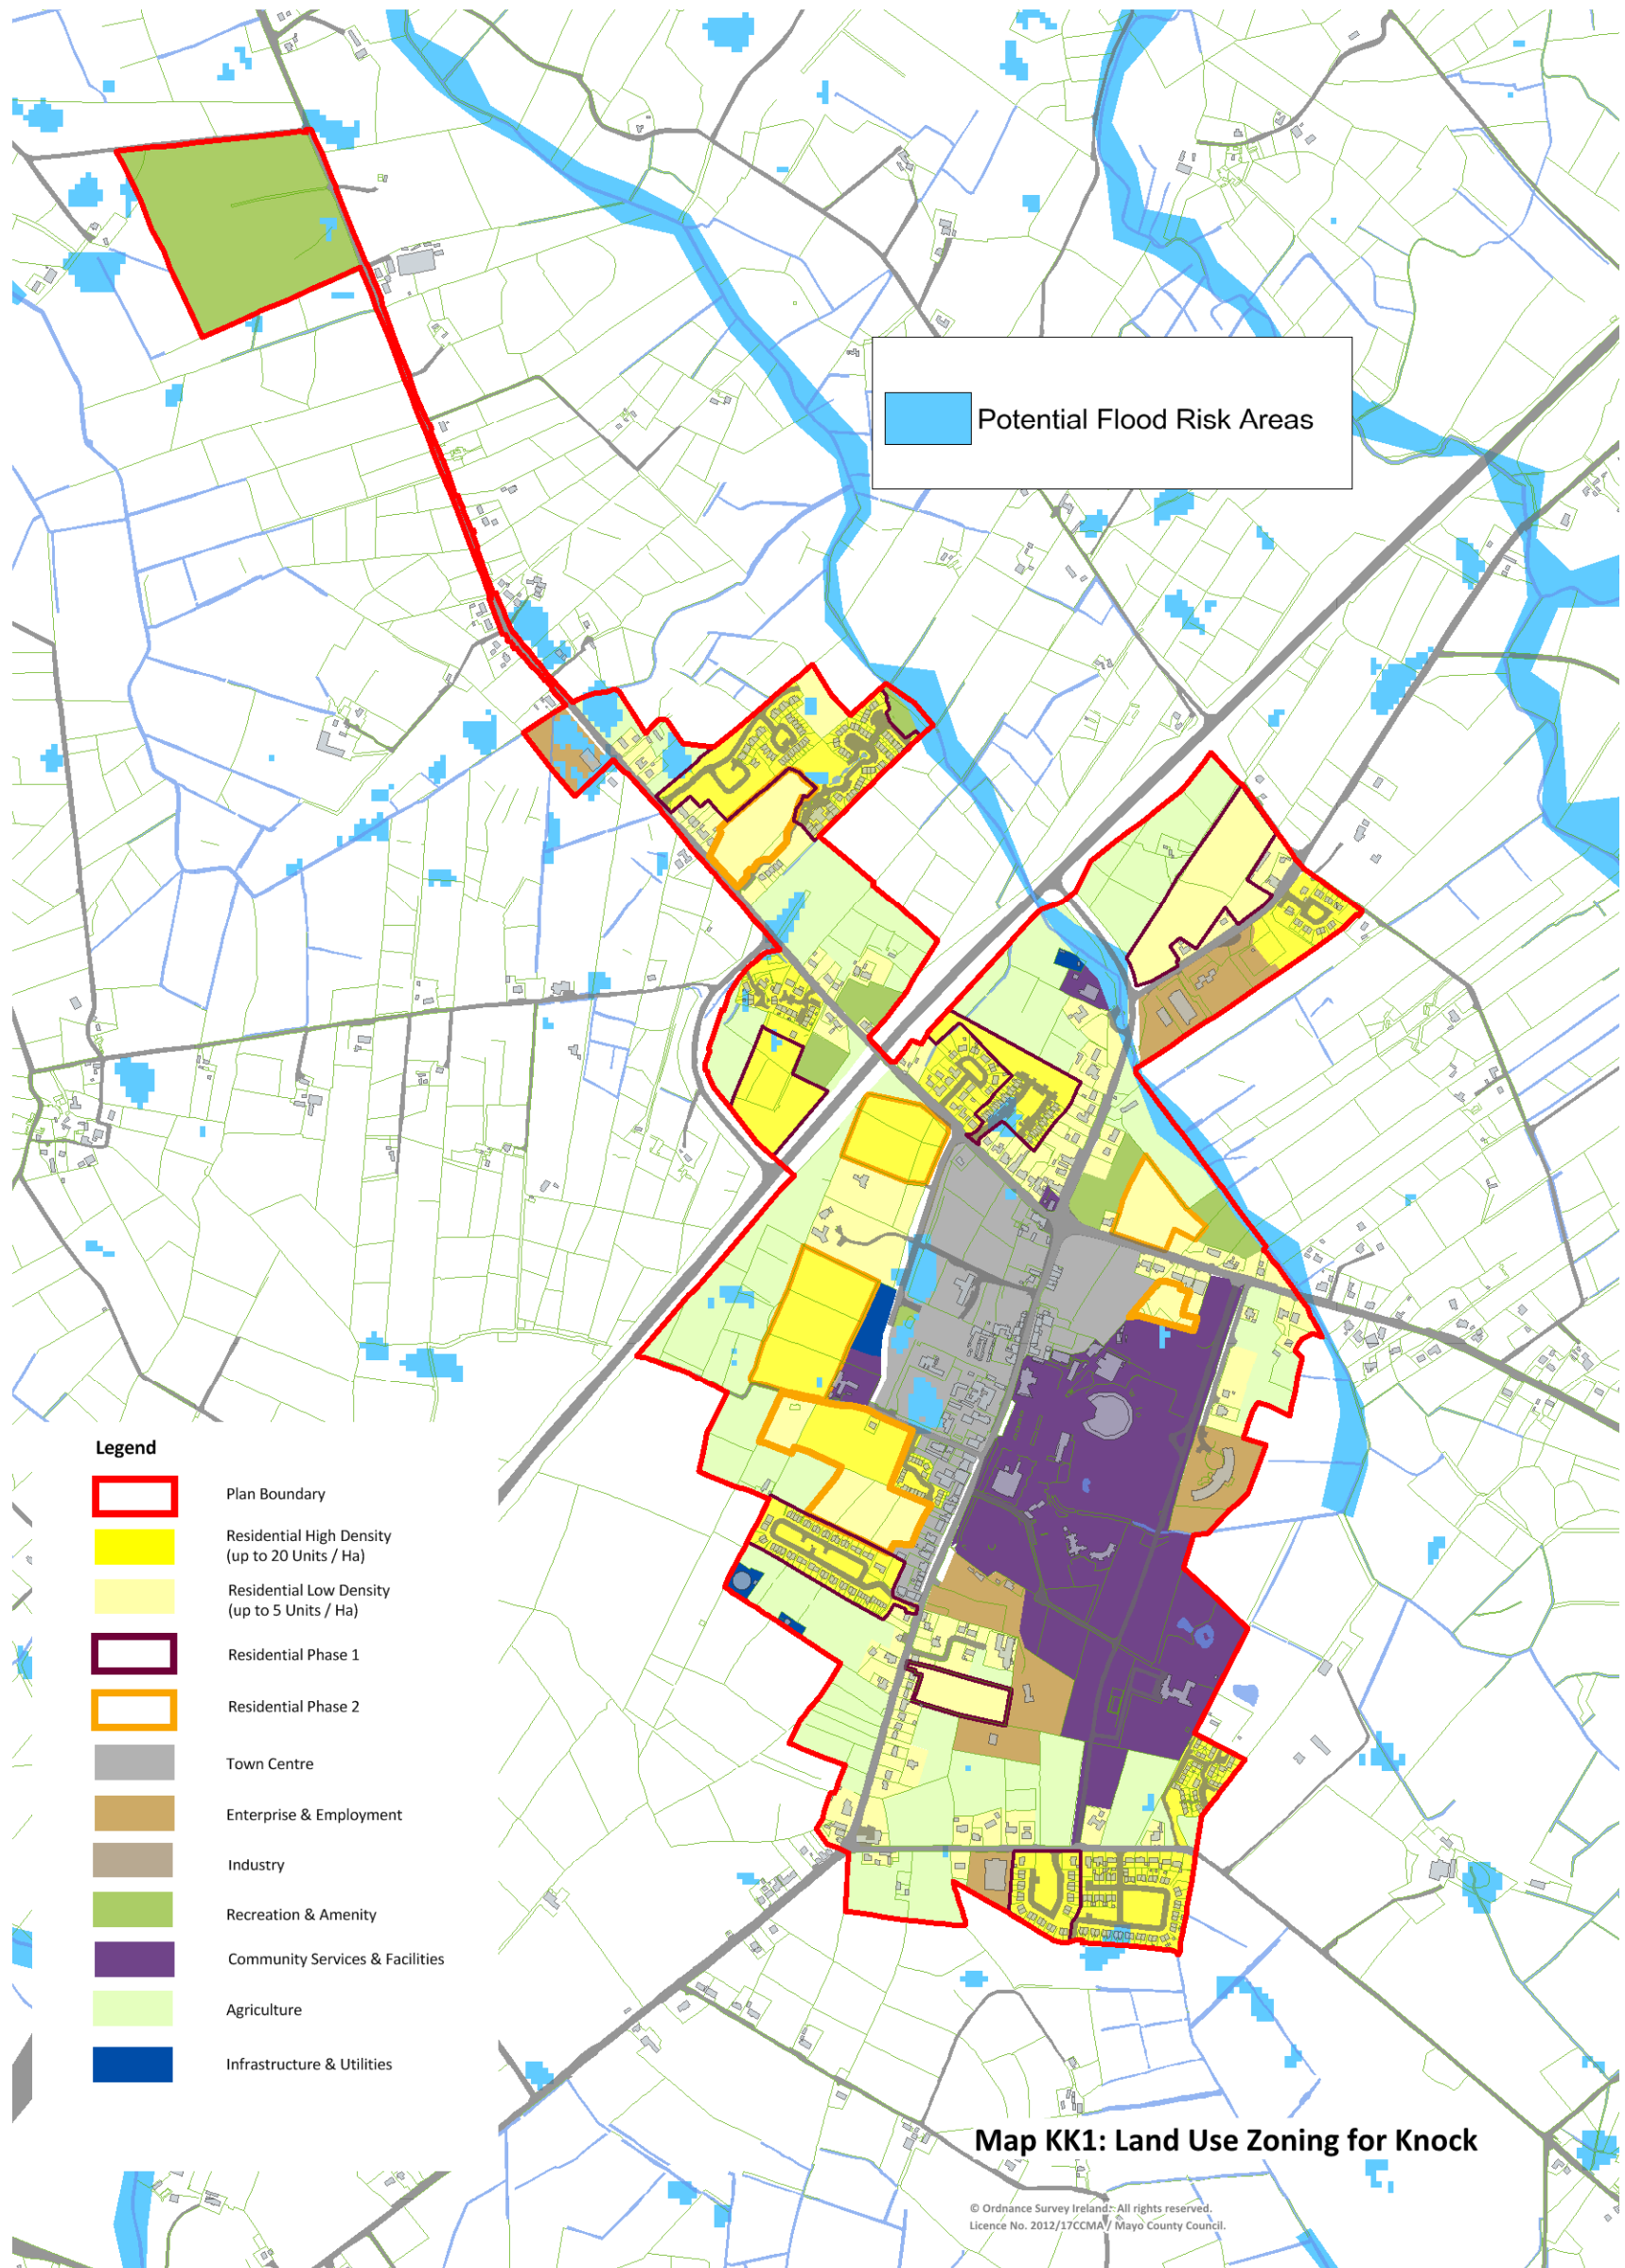 Potential Flood Risk Areas
Legend
Plan Boundary
Residential High Density
(up to 20 Units / Ha)
Residential Low Density
(up to 5 Units / Ha)
Residential Phase 1
Residential Phase 2
Town Centre
Enterprise & Employment
Industry
Recreation & Amenity
Community Services & Facilities
Agriculture
Infrastructure & Utilities
Map KK1: Land Use Zoning for Knock
© Ordnance Survey Ireland. All rights reserved.
Licence No. 2012/17CCMA / Mayo County Council.